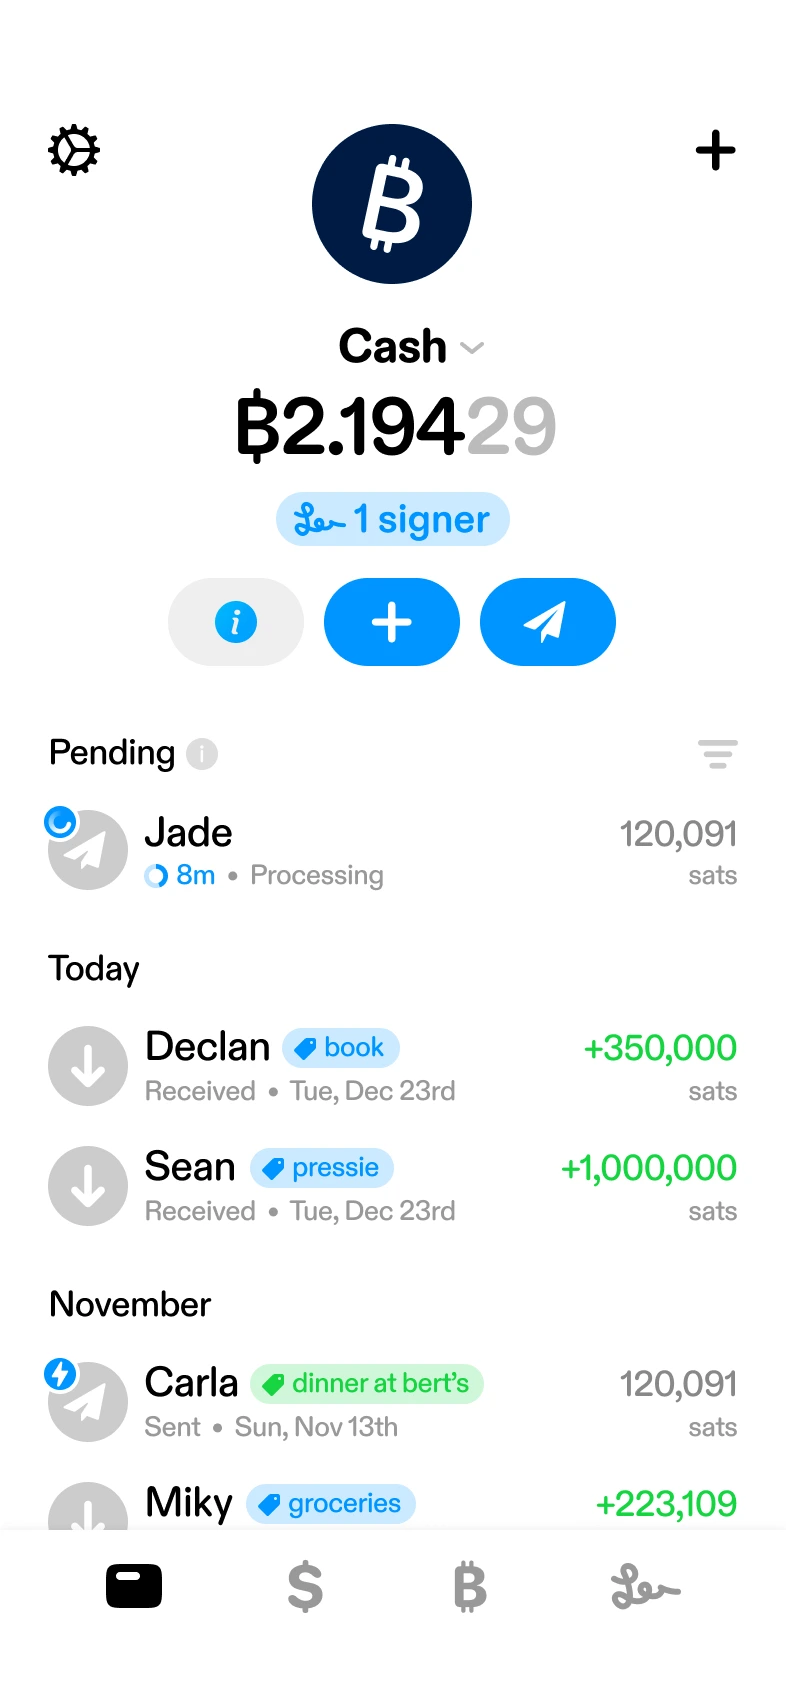 Cash
₿2.19429
1 signer
Pending
Jade
120,091
8m • Processing
sats
Today
Declan
book
+350,000
Received • Tue, Dec 23rd
sats
Sean
pressie
+1,000,000
Received • Tue, Dec 23rd
sats
November
Carla
dinner at bert’s
120,091
Sent • Sun, Nov 13th
sats
Miky
groceries
+223,109